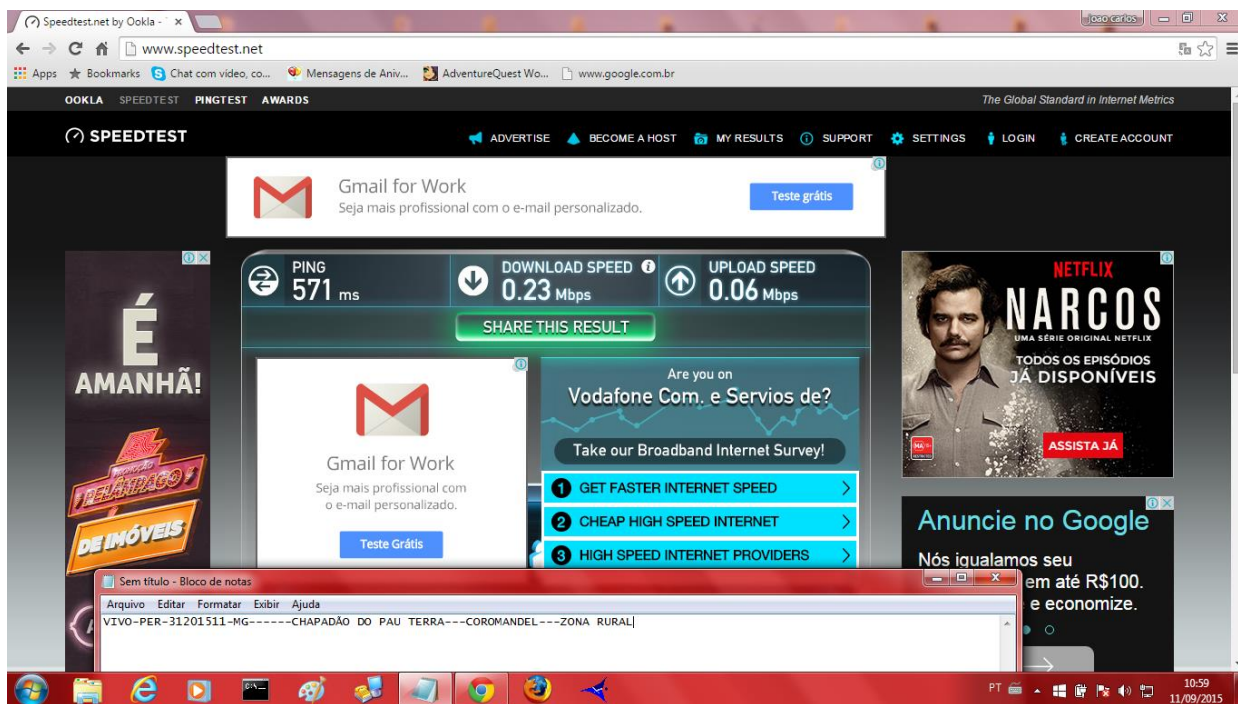 Speedtest.net by Ookla -
joao carlos
www.speedtest.net
Apps Bookmarks Chat com vídeo, co... Mensagens de Aniv... AdventureQuest Wo... www.google.com.br
OOKLA SPEEDTEST PINGTEST AWARDS
The Global Standard in Internet Metrics
SPEEDTEST
ADVERTISE BECOME A HOST MY RESULTS SUPPORT SETTINGS LOGIN CREATE ACCOUNT
Gmail for Work
Seja mais profissional com o e-mail personalizado.
Teste grátis
É
AMANHÃ!
PROMOÇÃO
RELÂMPAGO
DE IMÓVEIS
PING
571 ms
DOWNLOAD SPEED
0.23 Mbps
UPLOAD SPEED
0.06 Mbps
SHARE THIS RESULT
Gmail for Work
Seja mais profissional com
o e-mail personalizado.
Teste Grátis
Are you on
Vodafone Com. e Servios de?
Take our Broadband Internet Survey!
1 GET FASTER INTERNET SPEED
2 CHEAP HIGH SPEED INTERNET
3 HIGH SPEED INTERNET PROVIDERS
NETFLIX
NARCOS
UMA SÉRIE ORIGINAL NETFLIX
TODOS OS EPISÓDIOS
JÁ DISPONÍVEIS
ASSISTA JÁ
Anuncie no Google
Nós igualamos seu
em até R$100.
e economize.
Sem título - Bloco de notas
Arquivo Editar Formatar Exibir Ajuda
VIVO-PER-31201511-MG------CHAPADÃO DO PAU TERRA---COROMANDEL---ZONA RURAL
PT
10:59
11/09/2015